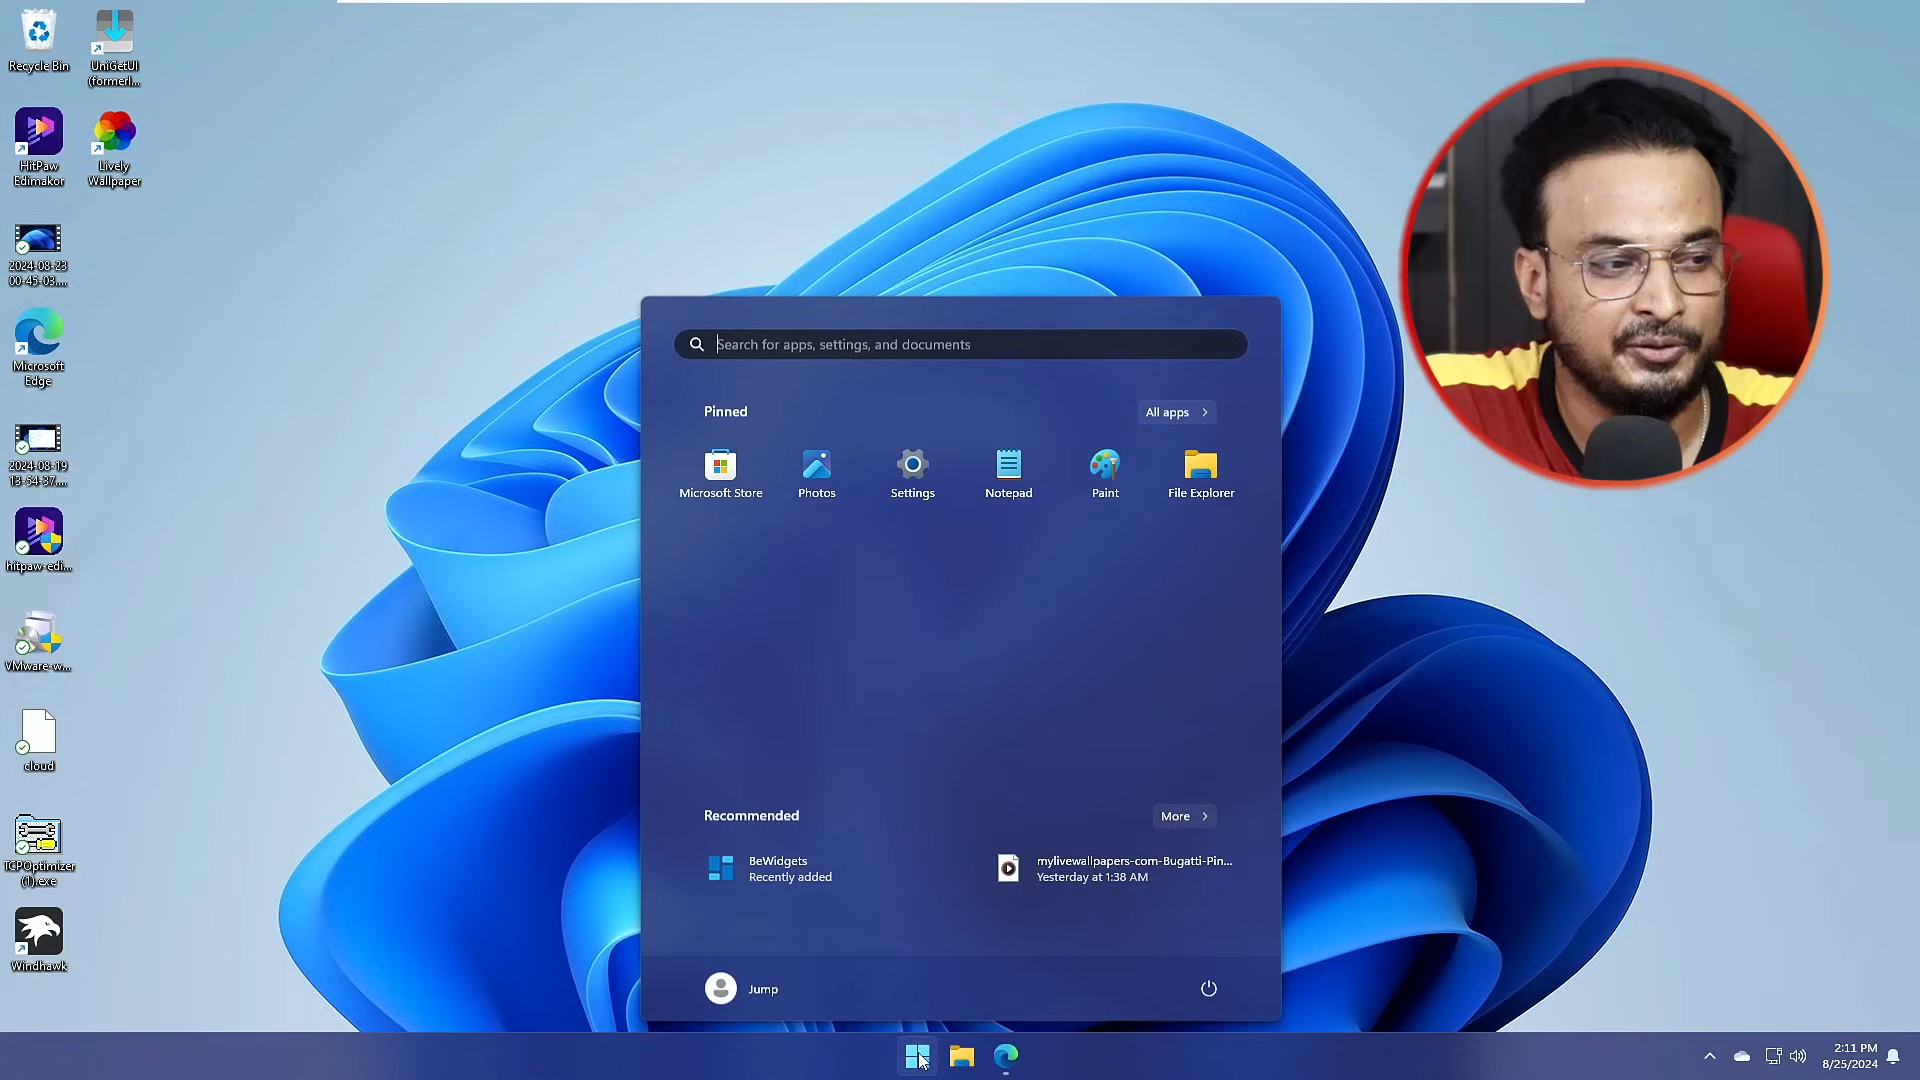 Recycle Bin
UniGetUI
(formerl...
HitPaw
Edimakor
Lively
Wallpaper
2024-08-23
00-45-03....
Microsoft
Edge
2024-08-19
13-54-37....
hitpaw-edi...
VMware-w...
cloud
TCPOptimizer
(1).exe
Windhawk
Search for apps, settings, and documents
Pinned
All apps
Microsoft Store
Photos
Settings
Notepad
Paint
File Explorer
Recommended
More
BeWidgets
Recently added
mylivewallpapers-com-Bugatti-Pin...
Yesterday at 1:38 AM
Jump
2:11 PM
8/25/2024